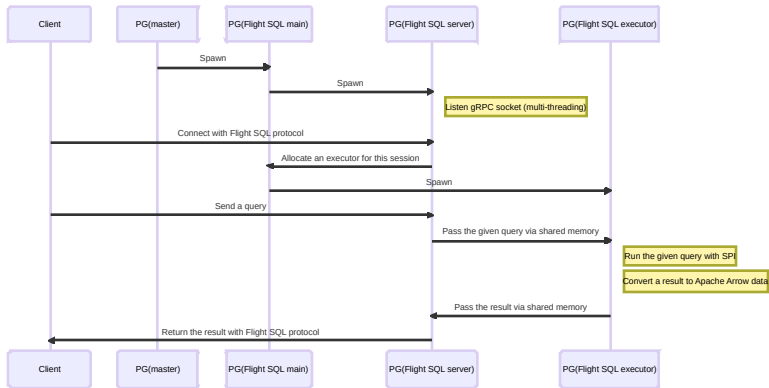 Client
PG(master)
PG(Flight SQL main)
PG(Flight SQL server)
PG(Flight SQL executor)
Spawn
Spawn
Listen gRPC socket (multi-threading)
Connect with Flight SQL protocol
Allocate an executor for this session
Spawn
Send a query
Pass the given query via shared memory
Run the given query with SPI
Convert a result to Apache Arrow data
Pass the result via shared memory
Return the result with Flight SQL protocol
Client
PG(master)
PG(Flight SQL main)
PG(Flight SQL server)
PG(Flight SQL executor)